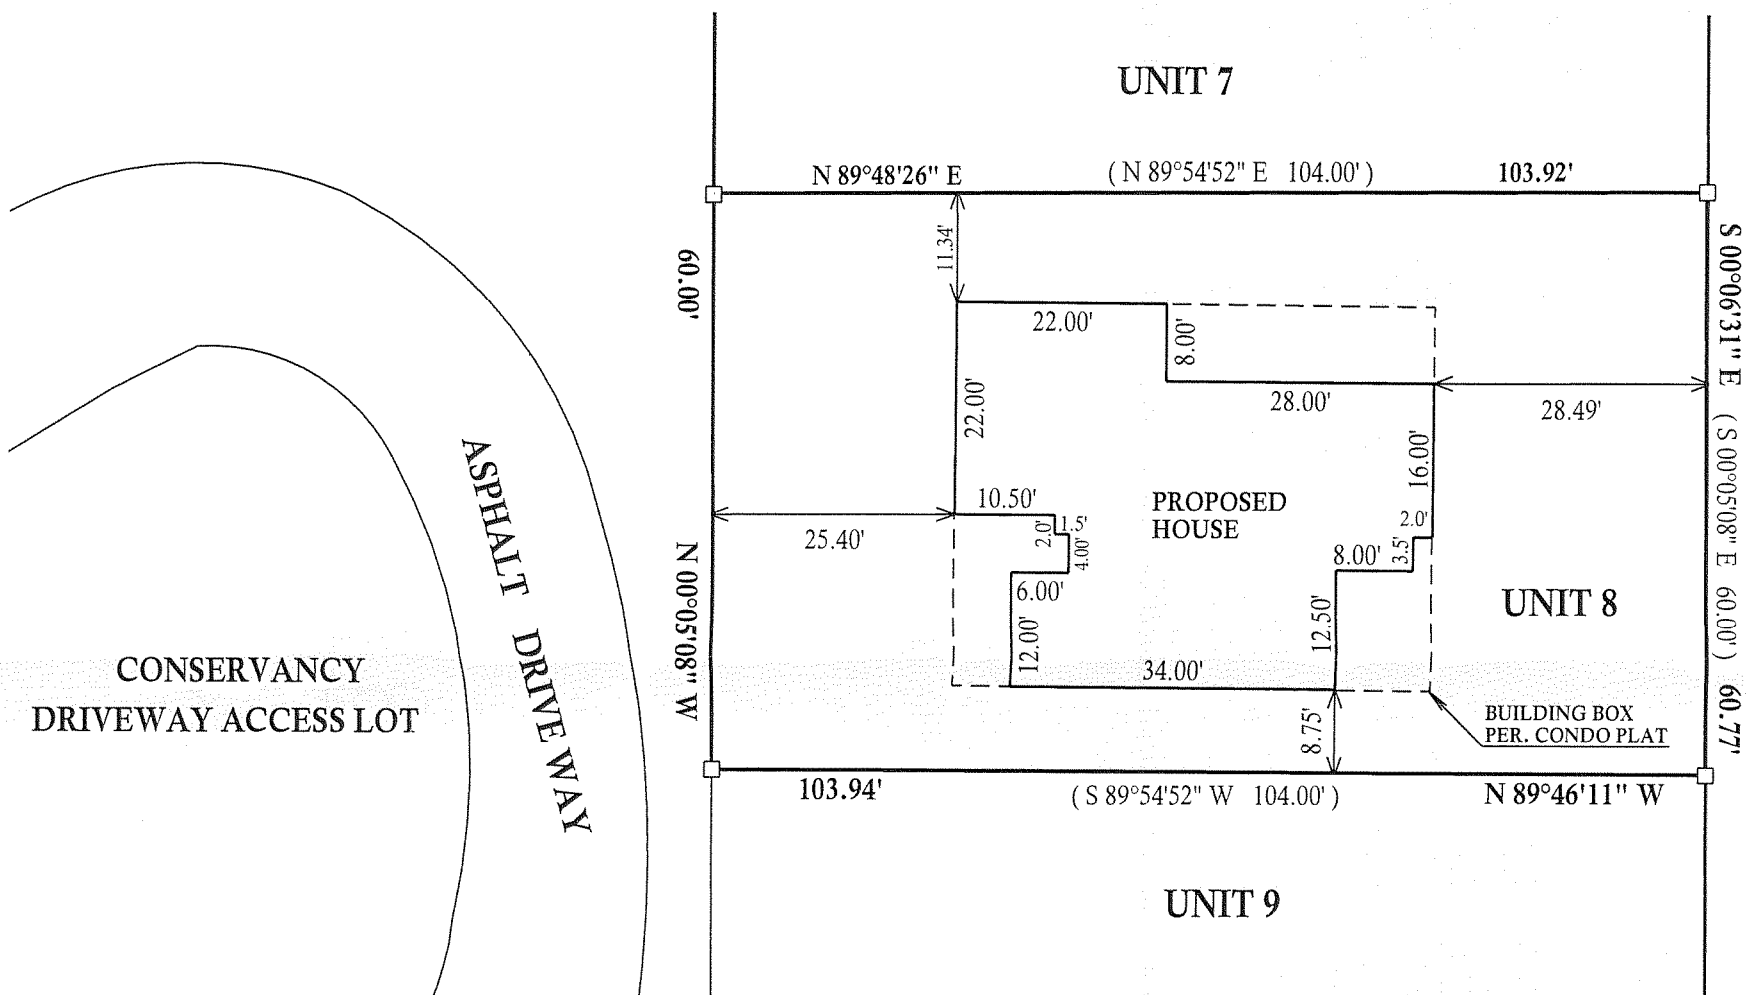 UNIT 7
N 89°48'26" E ( N 89°54'52" E 104.00' ) 103.92'
60.00'
N 00°05'08" W
S 00°06'31" E ( S 00°05'08" E 60.00' ) 60.77'
11.34'
22.00'
8.00'
28.00'
28.49'
22.00'
16.00'
10.50'
25.40'
2.0'
1.5'
4.00'
6.00'
12.00'
PROPOSED
HOUSE
2.0'
3.5'
8.00'
12.50'
34.00'
8.75'
UNIT 8
BUILDING BOX
PER. CONDO PLAT
ASPHALT DRIVEWAY
CONSERVANCY
DRIVEWAY ACCESS LOT
103.94' ( S 89°54'52" W 104.00' ) N 89°46'11" W
UNIT 9